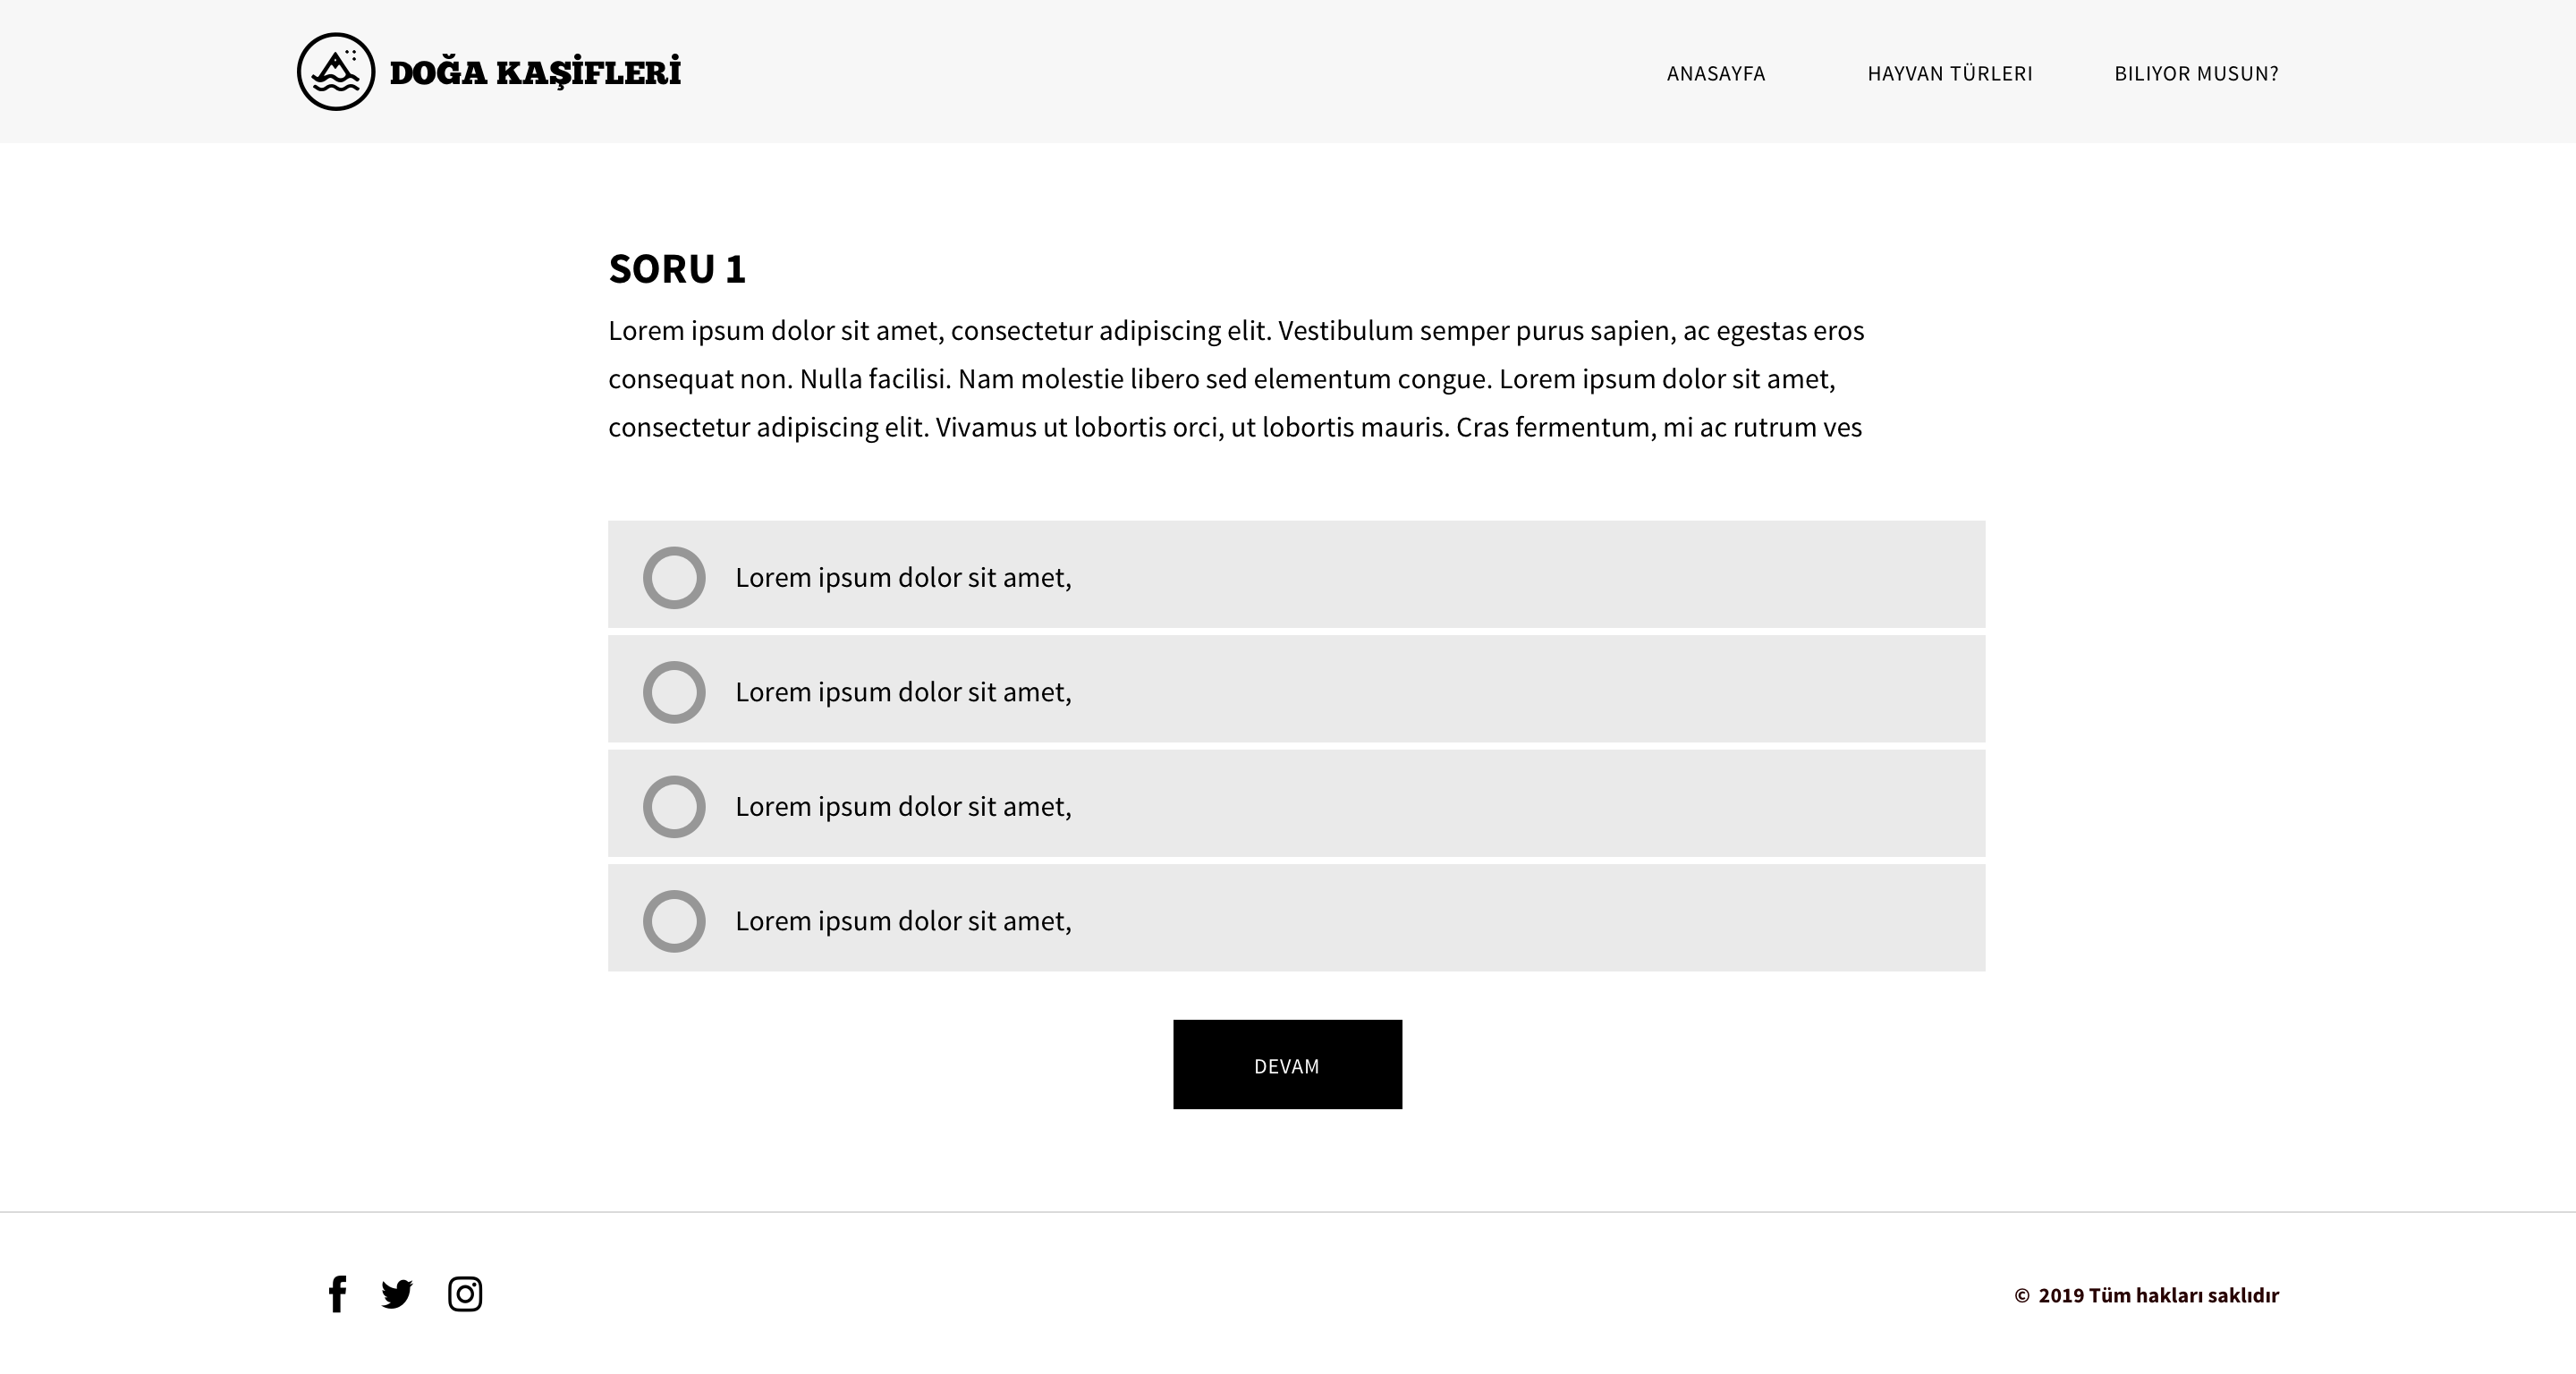 DOĞA KAŞİFLERİ
ANASAYFA
HAYVAN TÜRLERI
BILIYOR MUSUN?
SORU 1
Lorem ipsum dolor sit amet, consectetur adipiscing elit. Vestibulum semper purus sapien, ac egestas eros
consequat non. Nulla facilisi. Nam molestie libero sed elementum congue. Lorem ipsum dolor sit amet,
consectetur adipiscing elit. Vivamus ut lobortis orci, ut lobortis mauris. Cras fermentum, mi ac rutrum ves
Lorem ipsum dolor sit amet,
Lorem ipsum dolor sit amet,
Lorem ipsum dolor sit amet,
Lorem ipsum dolor sit amet,
DEVAM
© 2019 Tüm hakları saklıdır